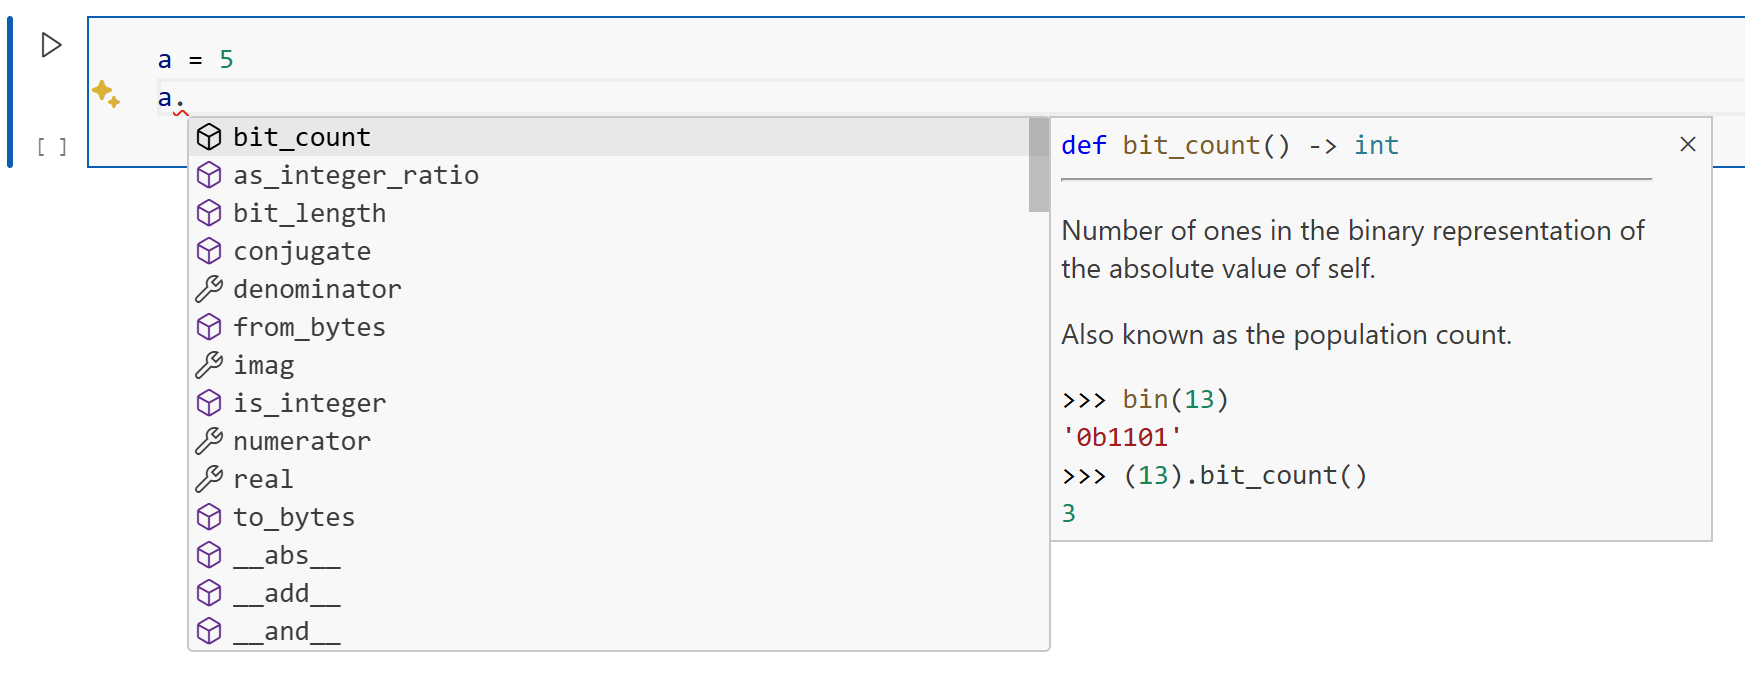 a = 5
a.
[ ]
bit_count
as_integer_ratio
bit_length
conjugate
denominator
from_bytes
imag
is_integer
numerator
real
to_bytes
__abs__
__add__
__and__
def bit_count() -> int
Number of ones in the binary representation of
the absolute value of self.
Also known as the population count.
>>> bin(13)
'0b1101'
>>> (13).bit_count()
3